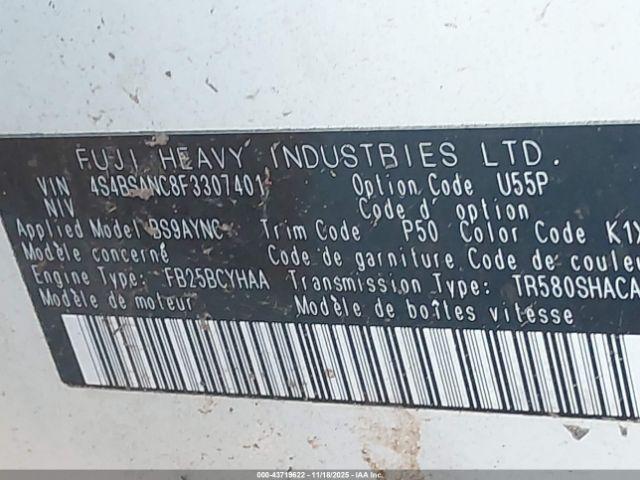 FUJI HEAVY INDUSTRIES LTD.
VIN 4S4BSANC8F3307401 Option Code U55P
NIV Code d' option
Applied Model BS9AYNC Trim Code P50 Color Code K1X
Modèle concerné Code de garniture Code de couleu
Engine Type: FB25BCYHAA Transmission Type: TR580SHACA
Modèle de moteur Modèle de boîtes vitesse
000-43719622 - 11/18/2025 - IAA Inc.